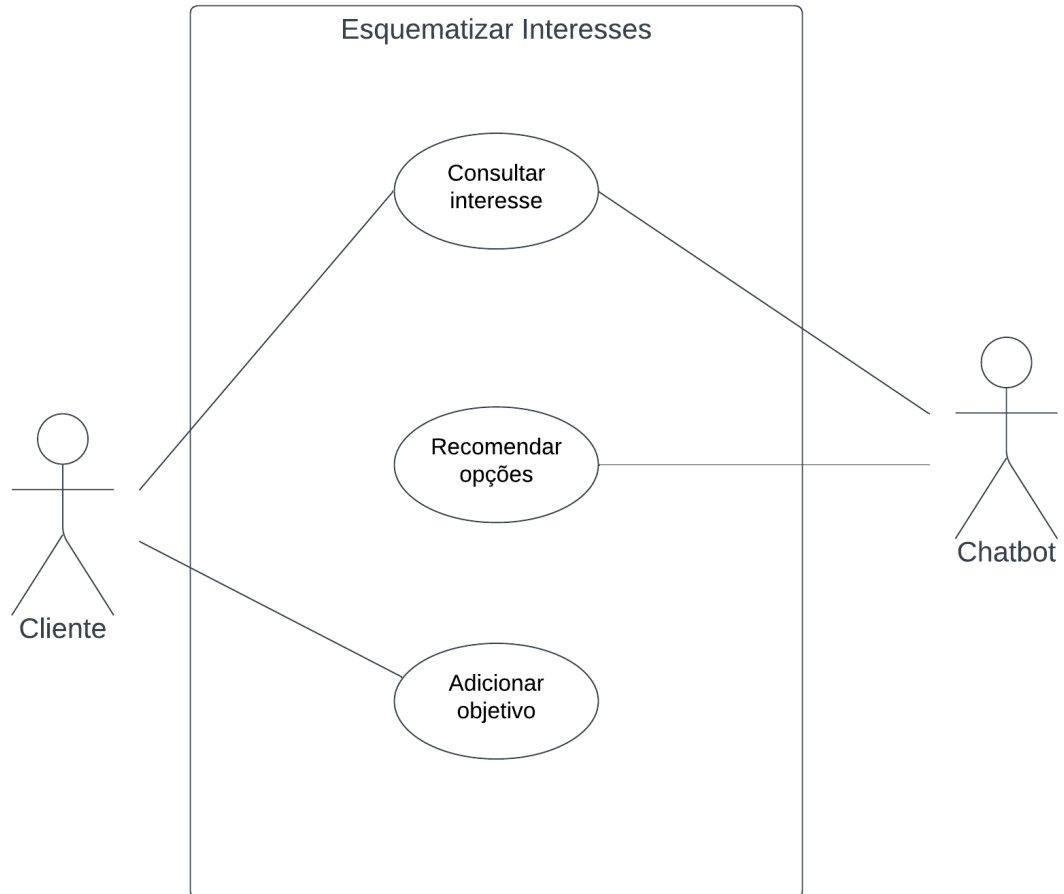 Esquematizar Interesses
Consultar
interesse
Recomendar
opções
Chatbot
Cliente
Adicionar
objetivo